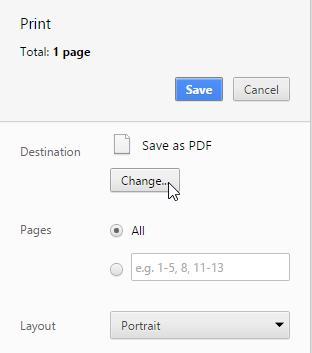 Print
Total: 1 page
Save Cancel
Destination Save as PDF
Change...
Pages All
e.g. 1-5, 8, 11-13
Layout Portrait